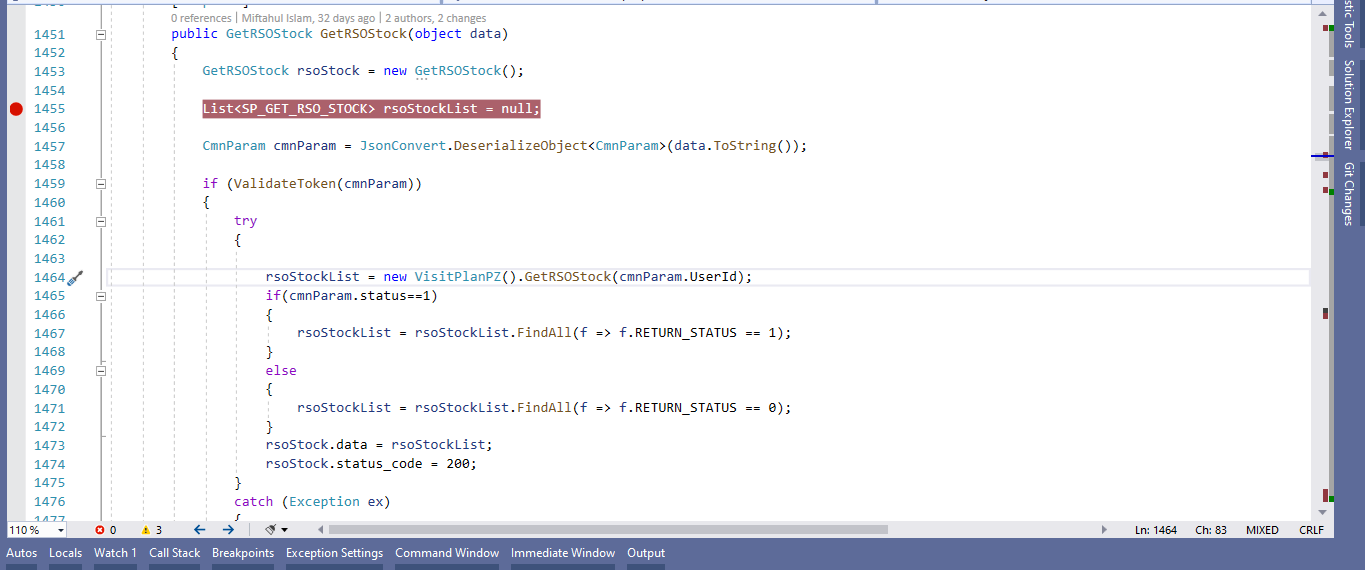 0 references | Miftahul Islam, 32 days ago | 2 authors, 2 changes
1451 public GetRSOStock GetRSOStock(object data)
1452 {
1453 GetRSOStock rsoStock = new GetRSOStock();
1454
1455 List<SP_GET_RSO_STOCK> rsoStockList = null;
1456
1457 CmnParam cmnParam = JsonConvert.DeserializeObject<CmnParam>(data.ToString());
1458
1459 if (ValidateToken(cmnParam))
1460 {
1461 try
1462 {
1463
1464 rsoStockList = new VisitPlanPZ().GetRSOStock(cmnParam.UserId);
1465 if(cmnParam.status==1)
1466 {
1467 rsoStockList = rsoStockList.FindAll(f => f.RETURN_STATUS == 1);
1468 }
1469 else
1470 {
1471 rsoStockList = rsoStockList.FindAll(f => f.RETURN_STATUS == 0);
1472 }
1473 rsoStock.data = rsoStockList;
1474 rsoStock.status_code = 200;
1475 }
1476 catch (Exception ex)
1477 {
110 % 0 3 Ln: 1464 Ch: 83 MIXED CRLF
Autos Locals Watch 1 Call Stack Breakpoints Exception Settings Command Window Immediate Window Output
Tools
Solution Explorer
Git Changes